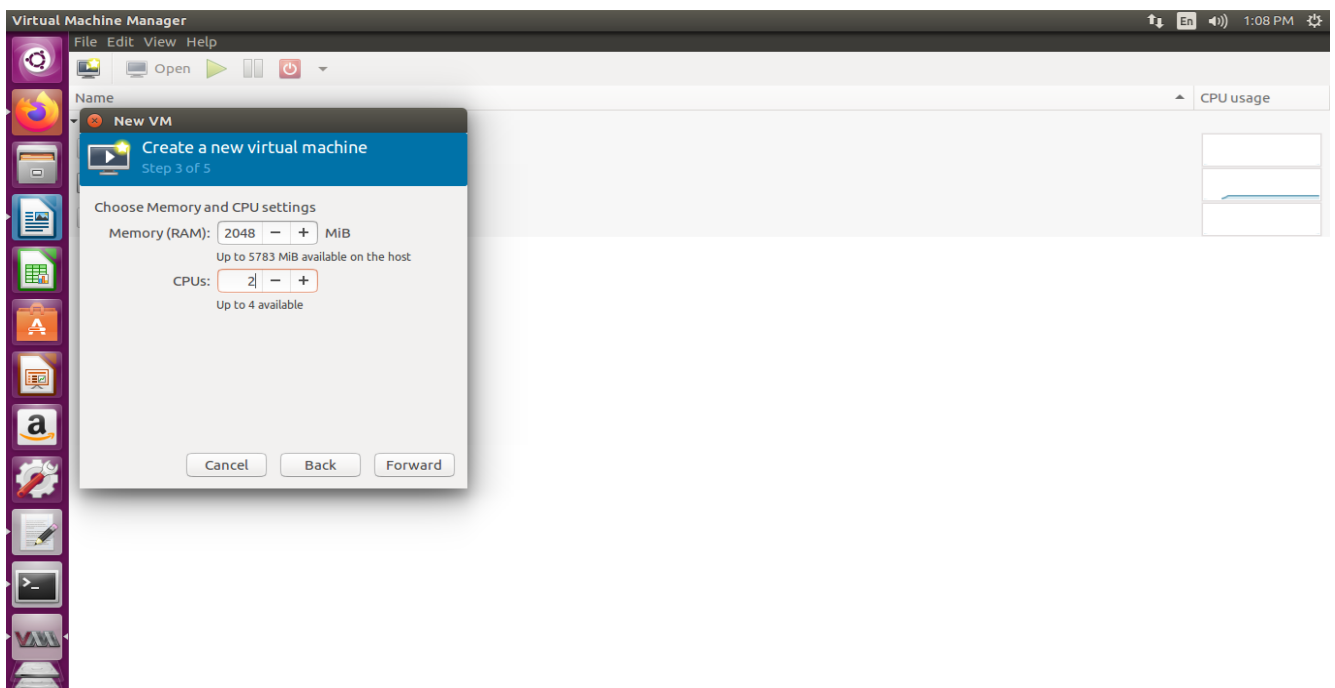 Virtual Machine Manager
En 1:08 PM
File Edit View Help
Open
Name
CPU usage
New VM
Create a new virtual machine
Step 3 of 5
Choose Memory and CPU settings
Memory (RAM): 2048 − + MiB
Up to 5783 MiB available on the host
CPUs: 2 − +
Up to 4 available
Cancel Back Forward
a
>_